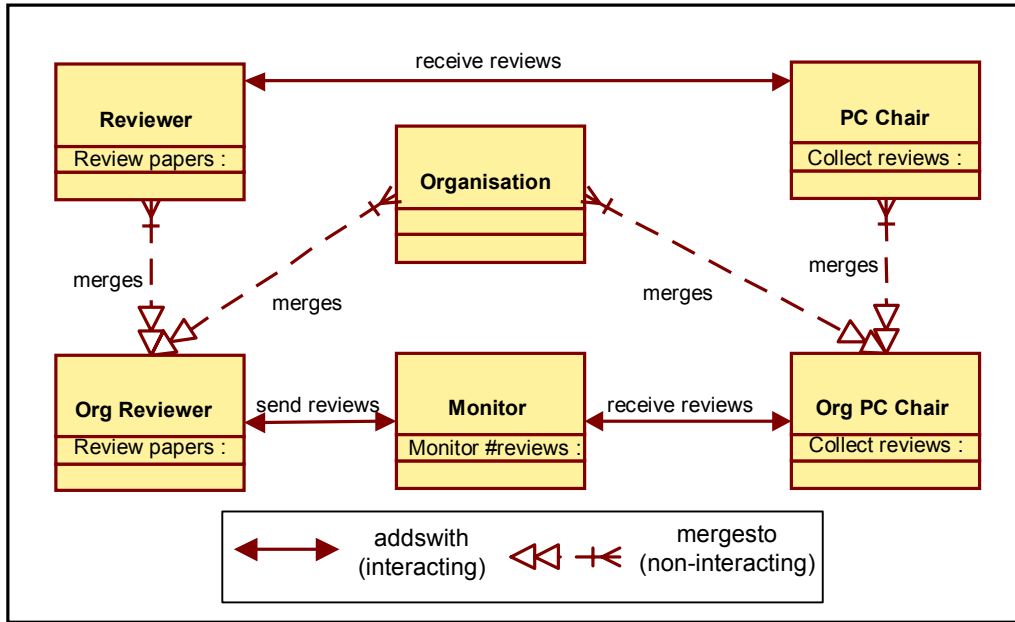 receive reviews
Reviewer
Review papers :
Organisation
PC Chair
Collect reviews :
merges
merges
merges
merges
Org Reviewer
Review papers :
send reviews
Monitor
Monitor #reviews :
receive reviews
Org PC Chair
Collect reviews :
addswith
(interacting)
mergesto
(non-interacting)